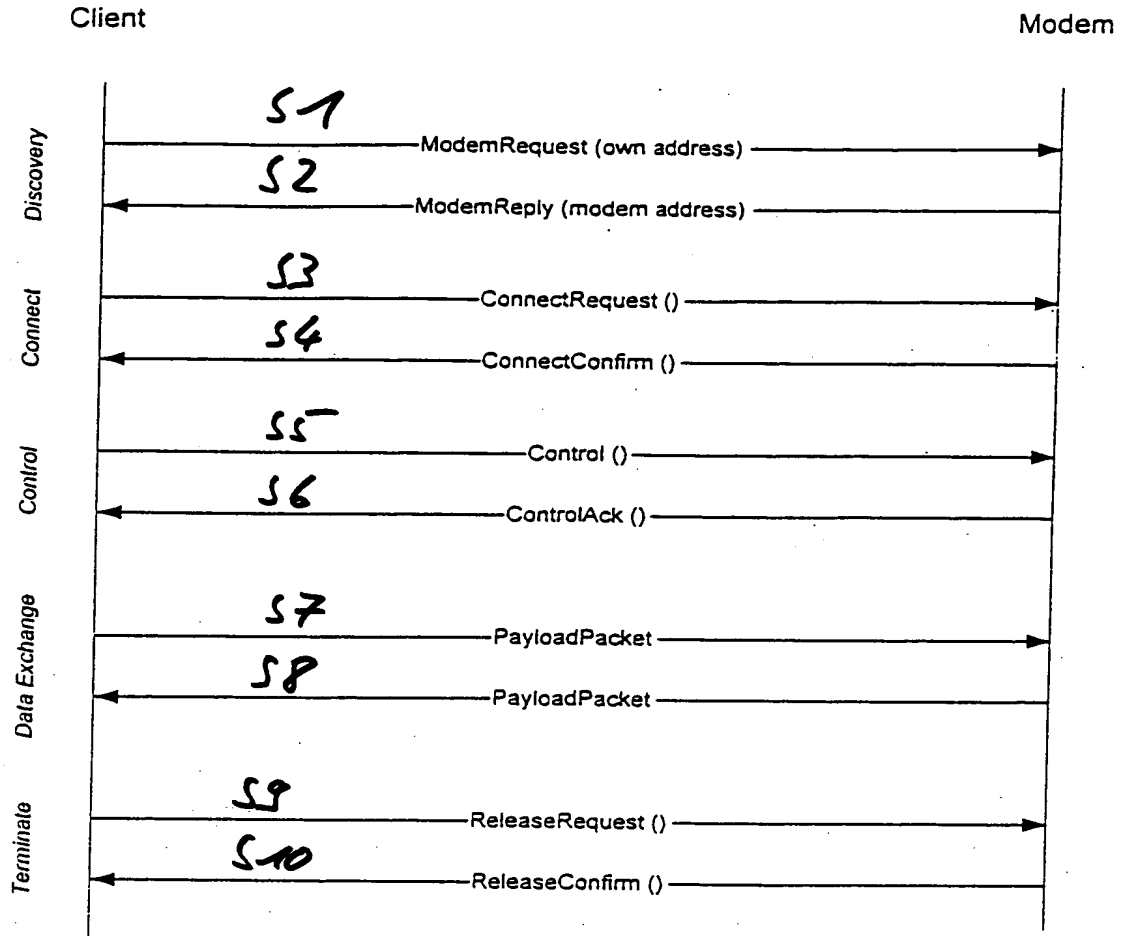 Client
Modem
Discovery
S1
ModemRequest (own address)
S2
ModemReply (modem address)
Connect
S3
ConnectRequest ()
S4
ConnectConfirm ()
Control
S5
Control ()
S6
ControlAck ()
Data Exchange
S7
PayloadPacket
S8
PayloadPacket
Terminate
S9
ReleaseRequest ()
S10
ReleaseConfirm ()